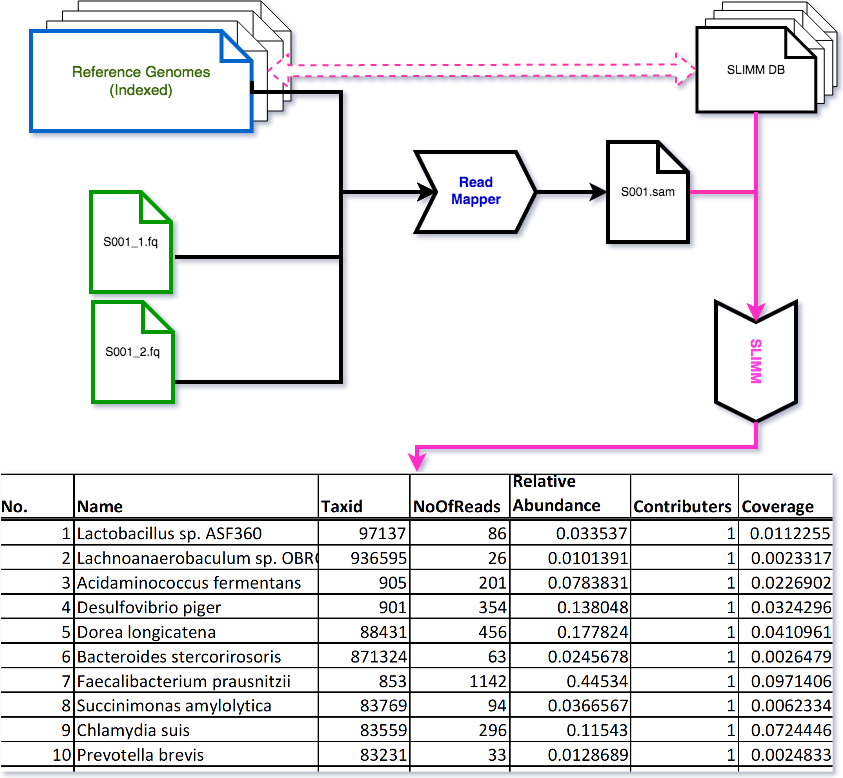 Reference Genomes
(Indexed)
SLIMM DB
Read
Mapper
S001.sam
S001_1.fq
S001_2.fq
SLIMM
No. Name Taxid NoOfReads Relative Abundance Contributers Coverage
1 Lactobacillus sp. ASF360 97137 86 0.033537 1 0.0112255
2 Lachnoanaerobaculum sp. OBRC 936595 26 0.0101391 1 0.0023317
3 Acidaminococcus fermentans 905 201 0.0783831 1 0.0226902
4 Desulfovibrio piger 901 354 0.138048 1 0.0324296
5 Dorea longicatena 88431 456 0.177824 1 0.0410961
6 Bacteroides stercorirosoris 871324 63 0.0245678 1 0.0026479
7 Faecalibacterium prausnitzii 853 1142 0.44534 1 0.0971406
8 Succinimonas amylolytica 83769 94 0.0366567 1 0.0062334
9 Chlamydia suis 83559 296 0.11543 1 0.0724446
10 Prevotella brevis 83231 33 0.0128689 1 0.0024833